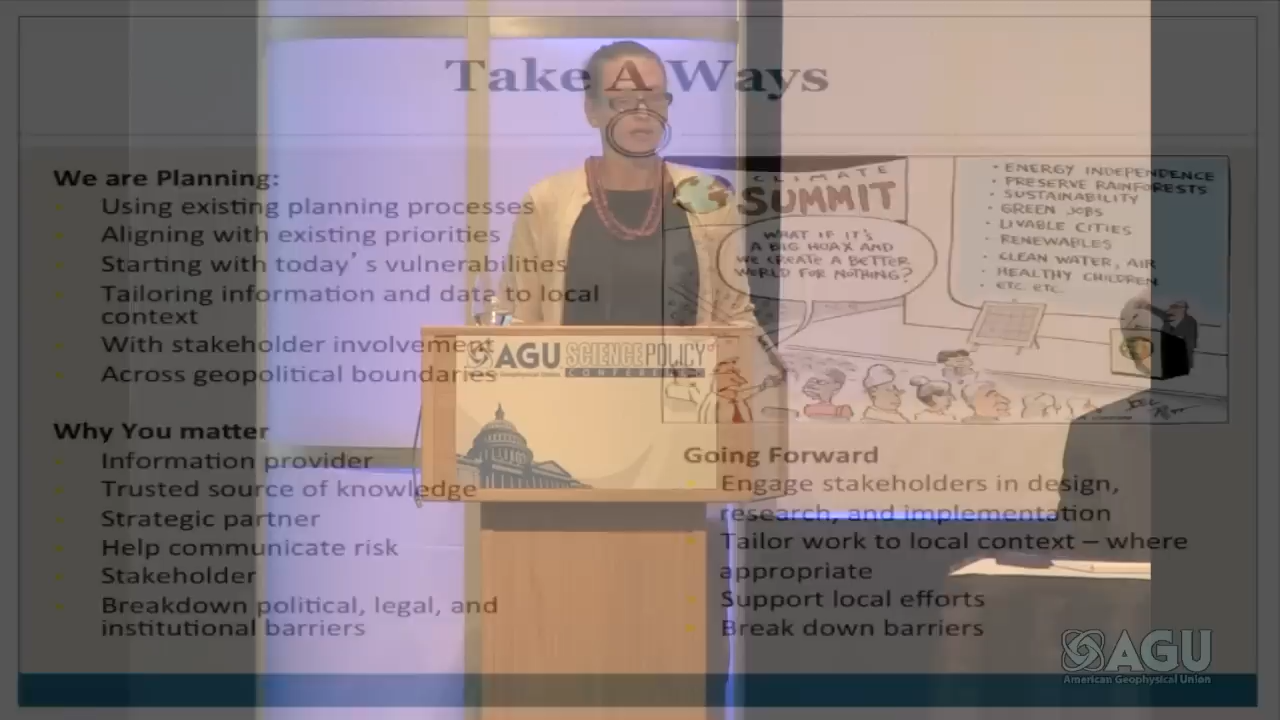 Take A Ways
We are Planning:
Using existing planning processes
Aligning with existing priorities
Starting with today's vulnerabilities
Tailoring information and data to local
context
With stakeholder involvement
Across geopolitical boundaries
Why You matter
Information provider
Trusted source of knowledge
Strategic partner
Help communicate risk
Stakeholder
Breakdown political, legal, and
institutional barriers
CLIMATE
SUMMIT
WHAT IF IT'S
A BIG HOAX AND
WE CREATE A BETTER
WORLD FOR NOTHING?
• ENERGY INDEPENDENCE
• PRESERVE RAINFORESTS
• SUSTAINABILITY
• GREEN JOBS
• LIVABLE CITIES
• RENEWABLES
• CLEAN WATER, AIR
• HEALTHY CHILDREN
• ETC. ETC.
AGU SCIENCE POLICY
American Geophysical Union CONFERENCE
Going Forward
Engage stakeholders in design,
research, and implementation
Tailor work to local context – where
appropriate
Support local efforts
Break down barriers
AGU
American Geophysical Union